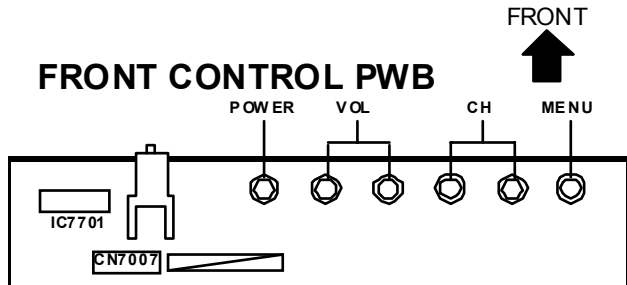 FRONT
FRONT CONTROL PWB
POWER VOL CH MENU
IC7701
CN7007